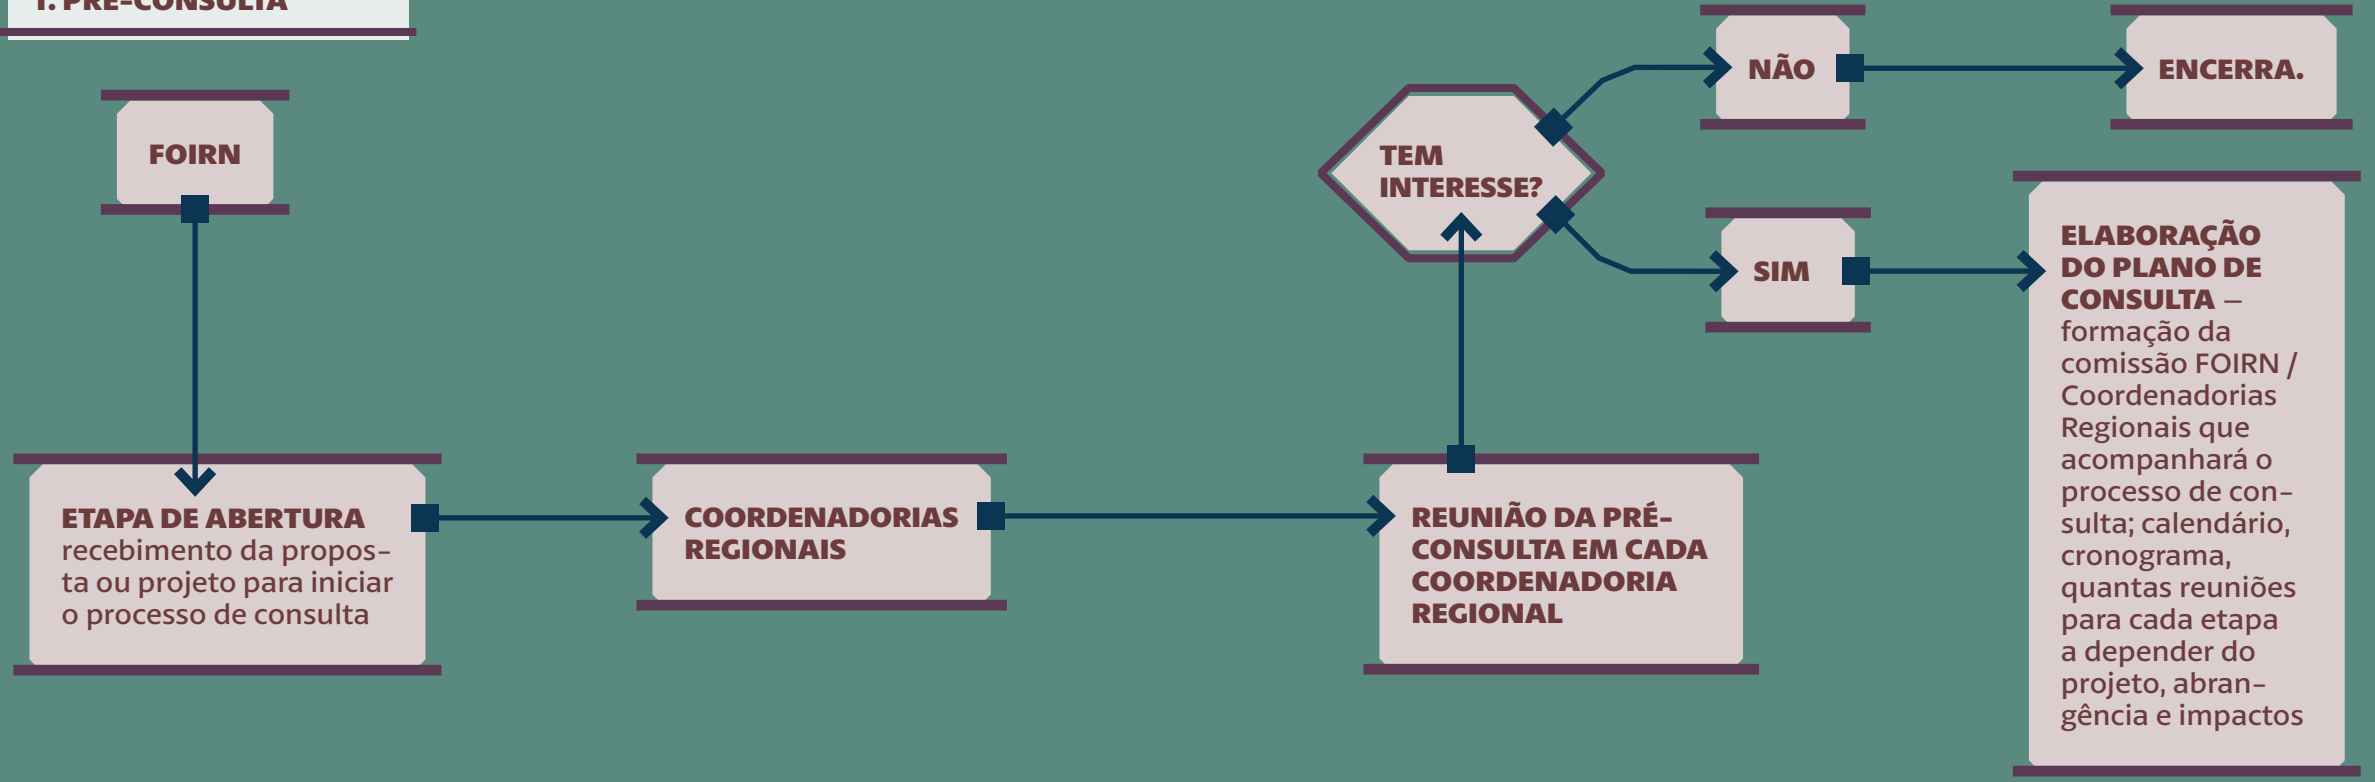 1. PRÉ-CONSULTA
FOIRN
ETAPA DE ABERTURA
recebimento da propos-
ta ou projeto para iniciar
o processo de consulta
COORDENADORIAS
REGIONAIS
REUNIÃO DA PRÉ-
CONSULTA EM CADA
COORDENADORIA
REGIONAL
TEM
INTERESSE?
NÃO
ENCERRA.
SIM
ELABORAÇÃO
DO PLANO DE
CONSULTA –
formação da
comissão FOIRN /
Coordenadorias
Regionais que
acompanhará o
processo de con-
sulta; calendário,
cronograma,
quantas reuniões
para cada etapa
a depender do
projeto, abran-
gência e impactos